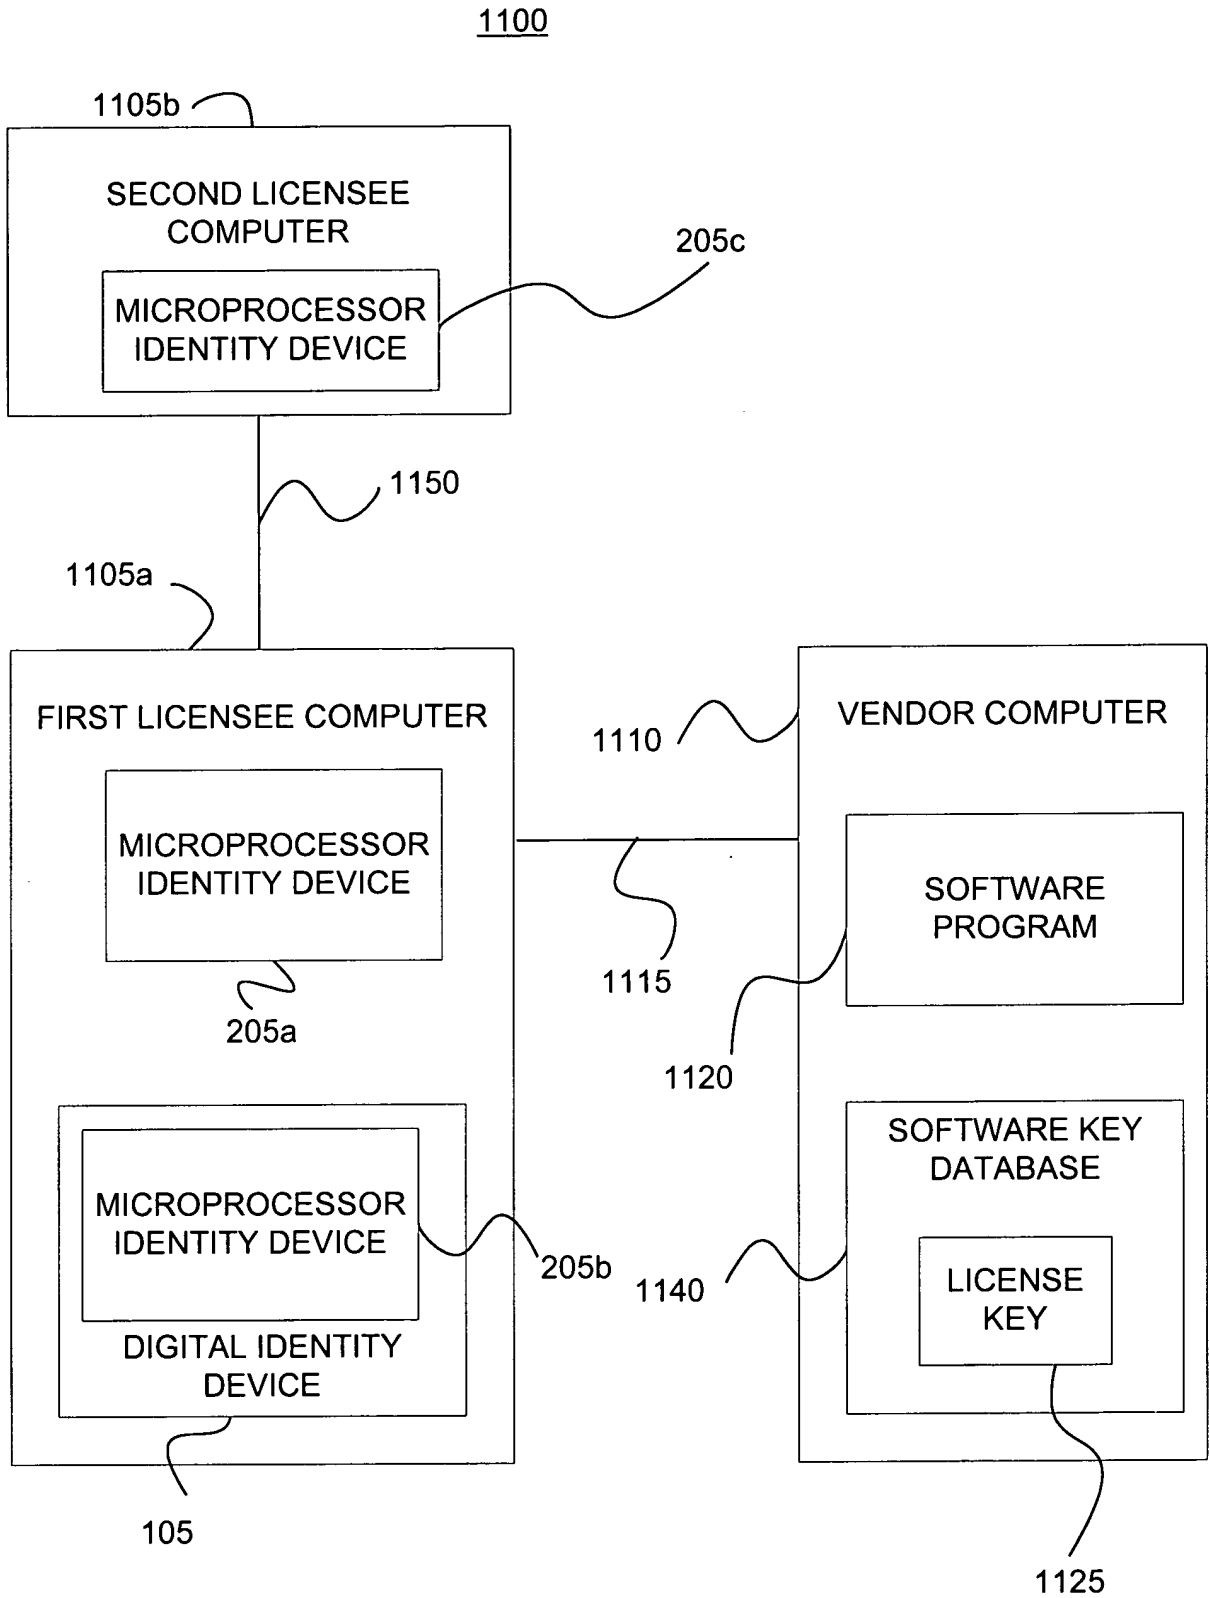 1100
1105b
SECOND LICENSEE
COMPUTER
205c
MICROPROCESSOR
IDENTITY DEVICE
1150
1105a
FIRST LICENSEE COMPUTER
MICROPROCESSOR
IDENTITY DEVICE
205a
MICROPROCESSOR
IDENTITY DEVICE
205b
DIGITAL IDENTITY
DEVICE
105
1110
VENDOR COMPUTER
1115
SOFTWARE
PROGRAM
1120
SOFTWARE KEY
DATABASE
1140
LICENSE
KEY
1125